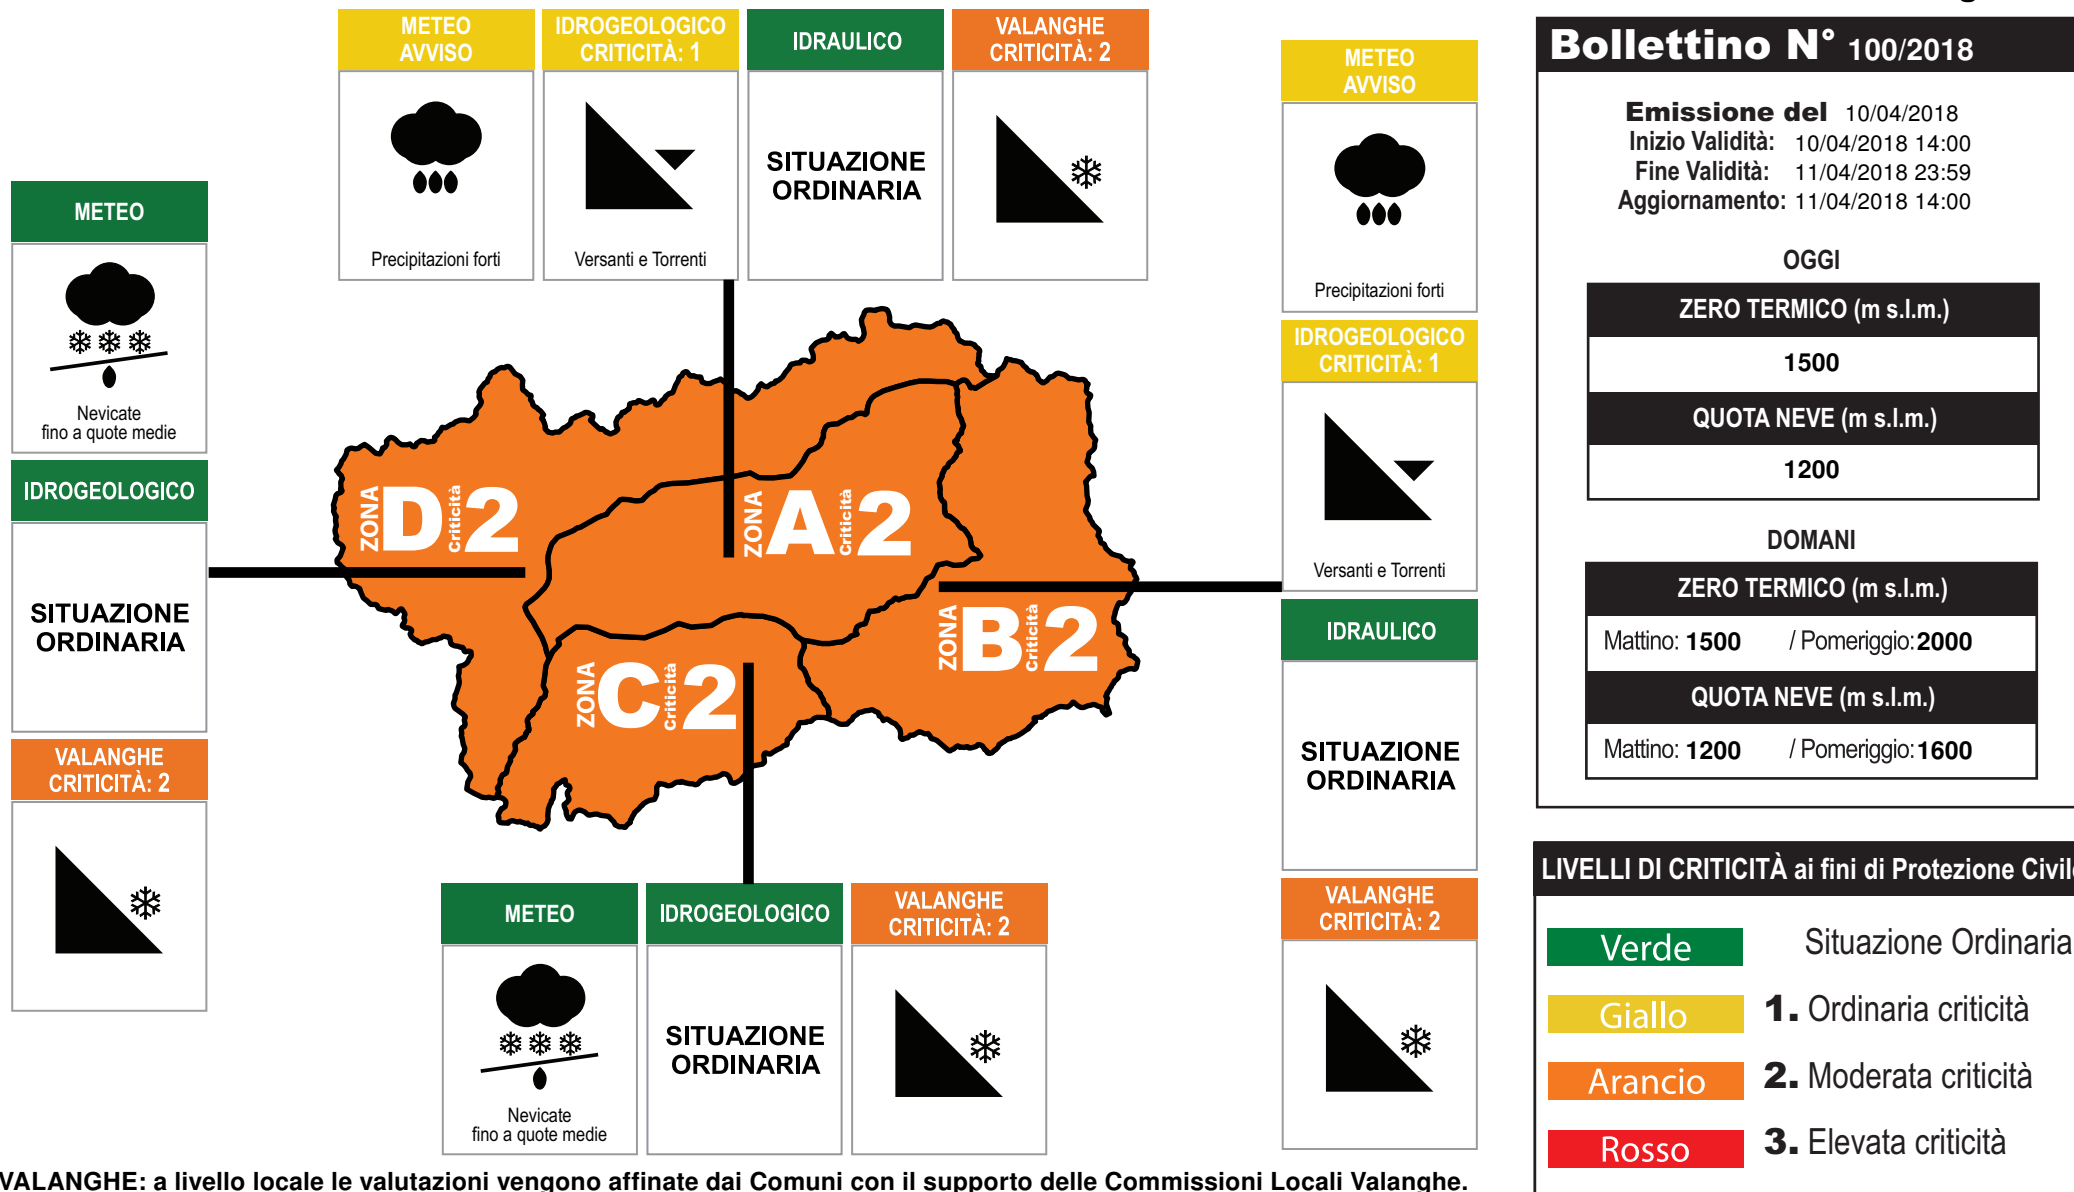 METEO
AVVISO
Precipitazioni forti
IDROGEOLOGICO
CRITICITÀ: 1
Versanti e Torrenti
IDRAULICO
SITUAZIONE
ORDINARIA
VALANGHE
CRITICITÀ: 2
METEO
Nevicate
fino a quote medie
IDROGEOLOGICO
SITUAZIONE
ORDINARIA
VALANGHE
CRITICITÀ: 2
ZONA D Criticità 2
ZONA A Criticità 2
ZONA B Criticità 2
ZONA C Criticità 2
METEO
AVVISO
Precipitazioni forti
IDROGEOLOGICO
CRITICITÀ: 1
Versanti e Torrenti
IDRAULICO
SITUAZIONE
ORDINARIA
VALANGHE
CRITICITÀ: 2
METEO
Nevicate
fino a quote medie
IDROGEOLOGICO
SITUAZIONE
ORDINARIA
VALANGHE
CRITICITÀ: 2
VALANGHE: a livello locale le valutazioni vengono affinate dai Comuni con il supporto delle Commissioni Locali Valanghe.
Bollettino N° 100/2018
Emissione del 10/04/2018
Inizio Validità: 10/04/2018 14:00
Fine Validità: 11/04/2018 23:59
Aggiornamento: 11/04/2018 14:00
OGGI
ZERO TERMICO (m s.l.m.)
1500
QUOTA NEVE (m s.l.m.)
1200
DOMANI
ZERO TERMICO (m s.l.m.)
Mattino: 1500 / Pomeriggio: 2000
QUOTA NEVE (m s.l.m.)
Mattino: 1200 / Pomeriggio: 1600
LIVELLI DI CRITICITÀ ai fini di Protezione Civile
Verde Situazione Ordinaria
Giallo 1. Ordinaria criticità
Arancio 2. Moderata criticità
Rosso 3. Elevata criticità